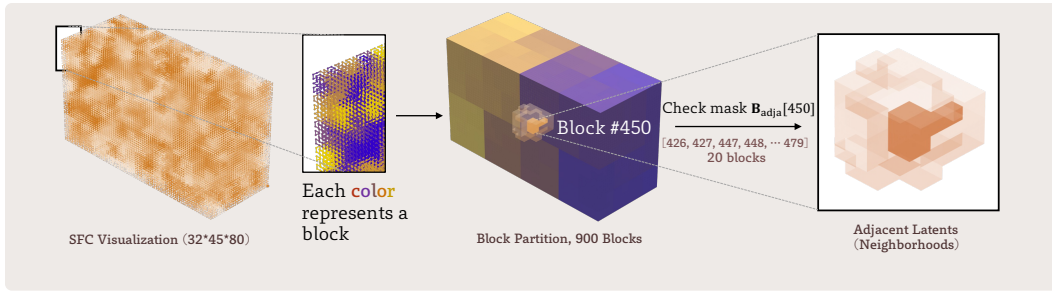 Each color
represents a
block
SFC Visualization (32*45*80)
Block #450
Block Partition, 900 Blocks
Check mask B_adja[450]
[426, 427, 447, 448, ⋯ 479]
20 blocks
Adjacent Latents
(Neighborhoods)